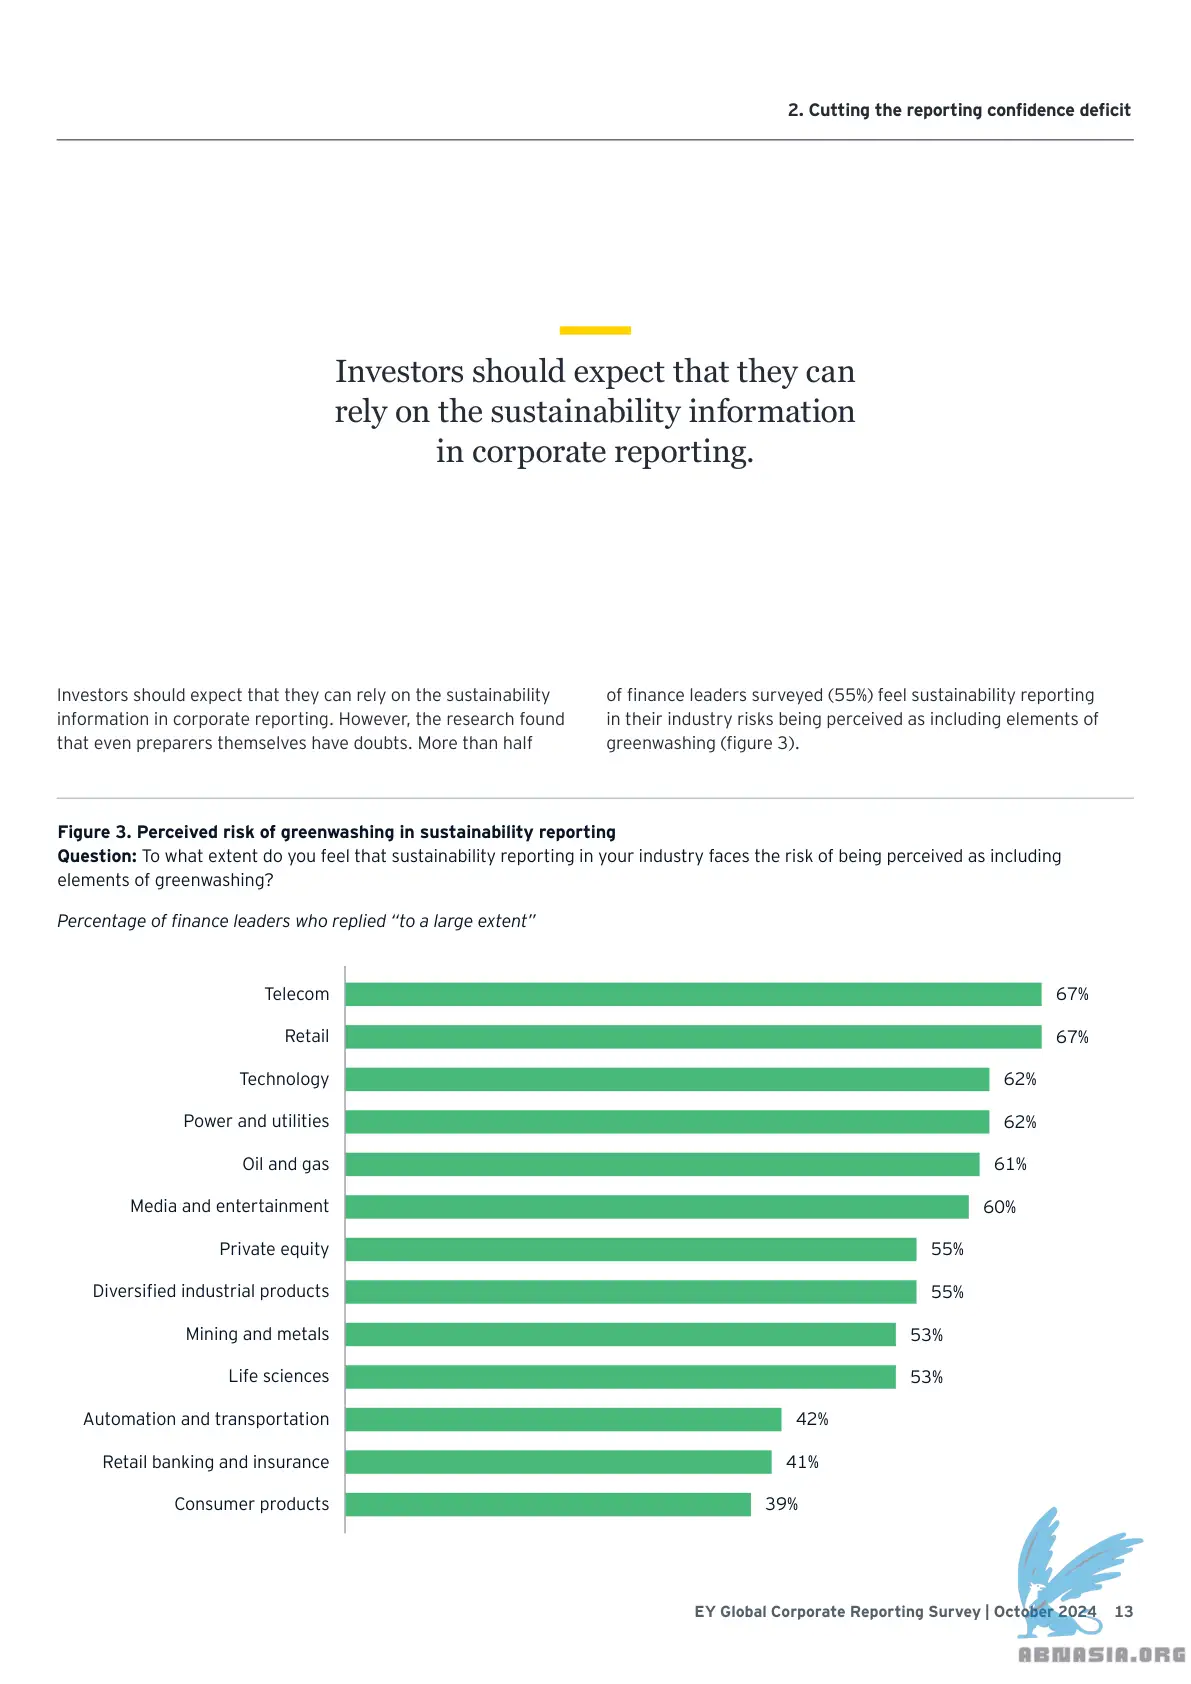 2. Cutting the reporting confidence deficit
Investors should expect that they can
rely on the sustainability information
in corporate reporting.
Investors should expect that they can rely on the sustainability
information in corporate reporting. However, the research found
that even preparers themselves have doubts. More than half
of finance leaders surveyed (55%) feel sustainability reporting
in their industry risks being perceived as including elements of
greenwashing (figure 3).
Figure 3. Perceived risk of greenwashing in sustainability reporting
Question: To what extent do you feel that sustainability reporting in your industry faces the risk of being perceived as including
elements of greenwashing?
Percentage of finance leaders who replied “to a large extent”
Telecom 67%
Retail 67%
Technology 62%
Power and utilities 62%
Oil and gas 61%
Media and entertainment 60%
Private equity 55%
Diversified industrial products 55%
Mining and metals 53%
Life sciences 53%
Automation and transportation 42%
Retail banking and insurance 41%
Consumer products 39%
EY Global Corporate Reporting Survey | October 2024 13
ABNASIA.ORG